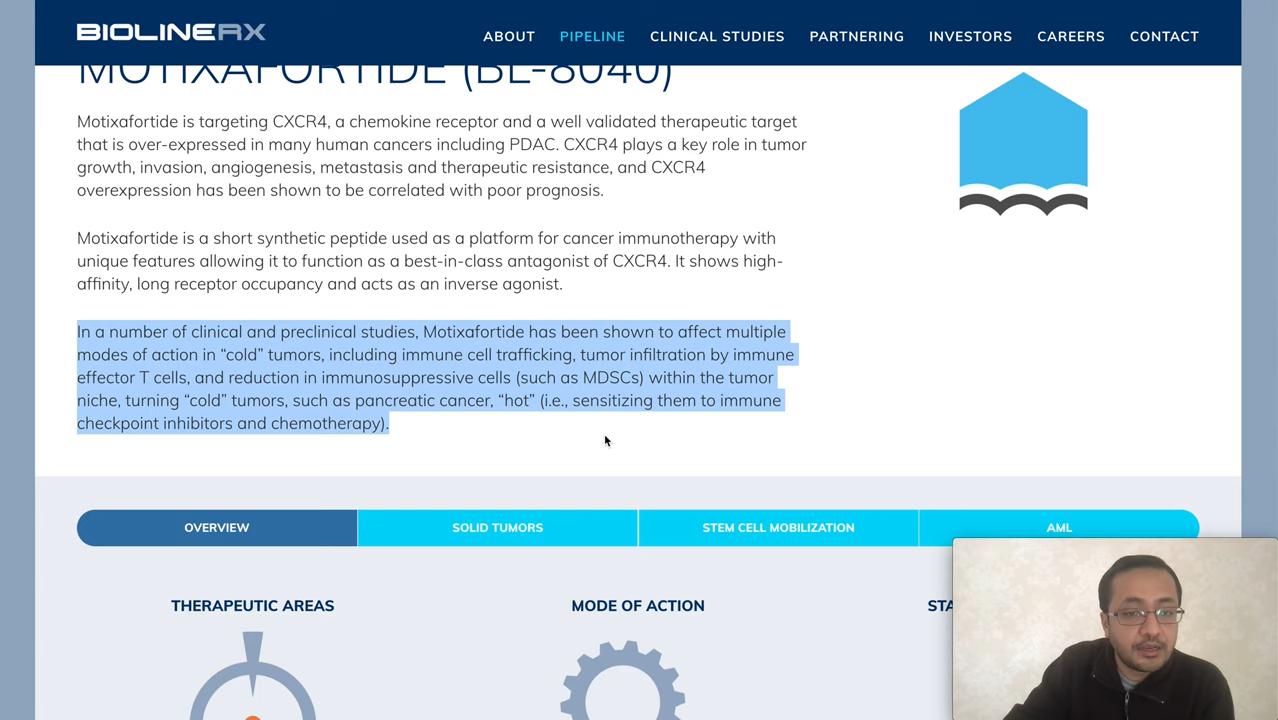 BIOLINERX
ABOUT
PIPELINE
CLINICAL STUDIES
PARTNERING
INVESTORS
CAREERS
CONTACT
MOTIXAFORTIDE (BL-8040)
Motixafortide is targeting CXCR4, a chemokine receptor and a well validated therapeutic target
that is over-expressed in many human cancers including PDAC. CXCR4 plays a key role in tumor
growth, invasion, angiogenesis, metastasis and therapeutic resistance, and CXCR4
overexpression has been shown to be correlated with poor prognosis.
Motixafortide is a short synthetic peptide used as a platform for cancer immunotherapy with
unique features allowing it to function as a best-in-class antagonist of CXCR4. It shows high-
affinity, long receptor occupancy and acts as an inverse agonist.
In a number of clinical and preclinical studies, Motixafortide has been shown to affect multiple
modes of action in “cold” tumors, including immune cell trafficking, tumor infiltration by immune
effector T cells, and reduction in immunosuppressive cells (such as MDSCs) within the tumor
niche, turning “cold” tumors, such as pancreatic cancer, “hot” (i.e., sensitizing them to immune
checkpoint inhibitors and chemotherapy).
OVERVIEW
SOLID TUMORS
STEM CELL MOBILIZATION
AML
THERAPEUTIC AREAS
MODE OF ACTION
STA